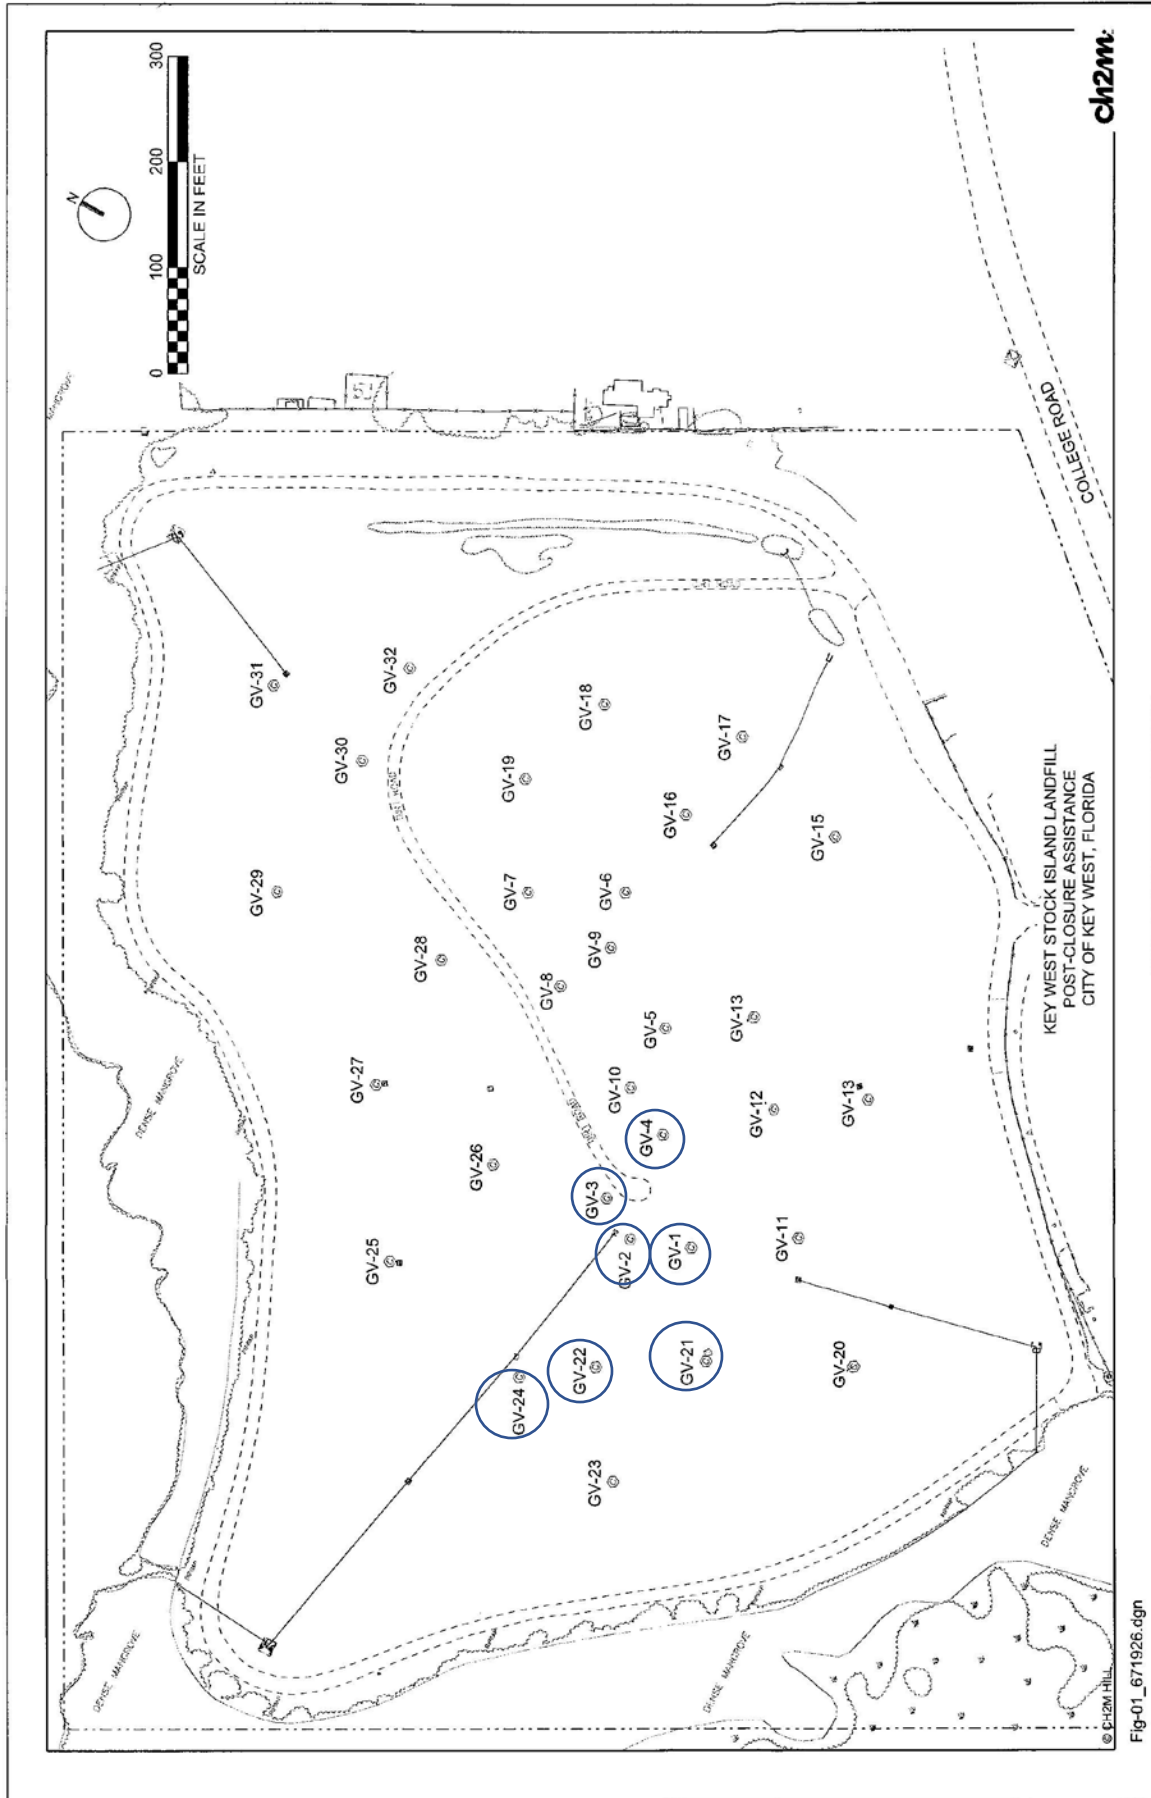 N
0 100 200 300
SCALE IN FEET
MANGROVE
DENSE MANGROVE
DENSE MANGROVE
GV-31
GV-32
GV-30
GV-29
GV-28
GV-27
GV-26
GV-25
GV-19
GV-18
GV-17
GV-16
GV-15
GV-7
GV-6
GV-9
GV-8
GV-5
GV-13
GV-10
GV-12
GV-13
GV-4
GV-3
GV-2
GV-1
GV-11
GV-24
GV-22
GV-21
GV-20
GV-23
DENSE MANGROVE
DENSE MANGROVE
COLLEGE ROAD
KEY WEST STOCK ISLAND LANDFILL
POST-CLOSURE ASSISTANCE
CITY OF KEY WEST, FLORIDA
© CH2M HILL
ch2m:
Fig-01_671926.dgn